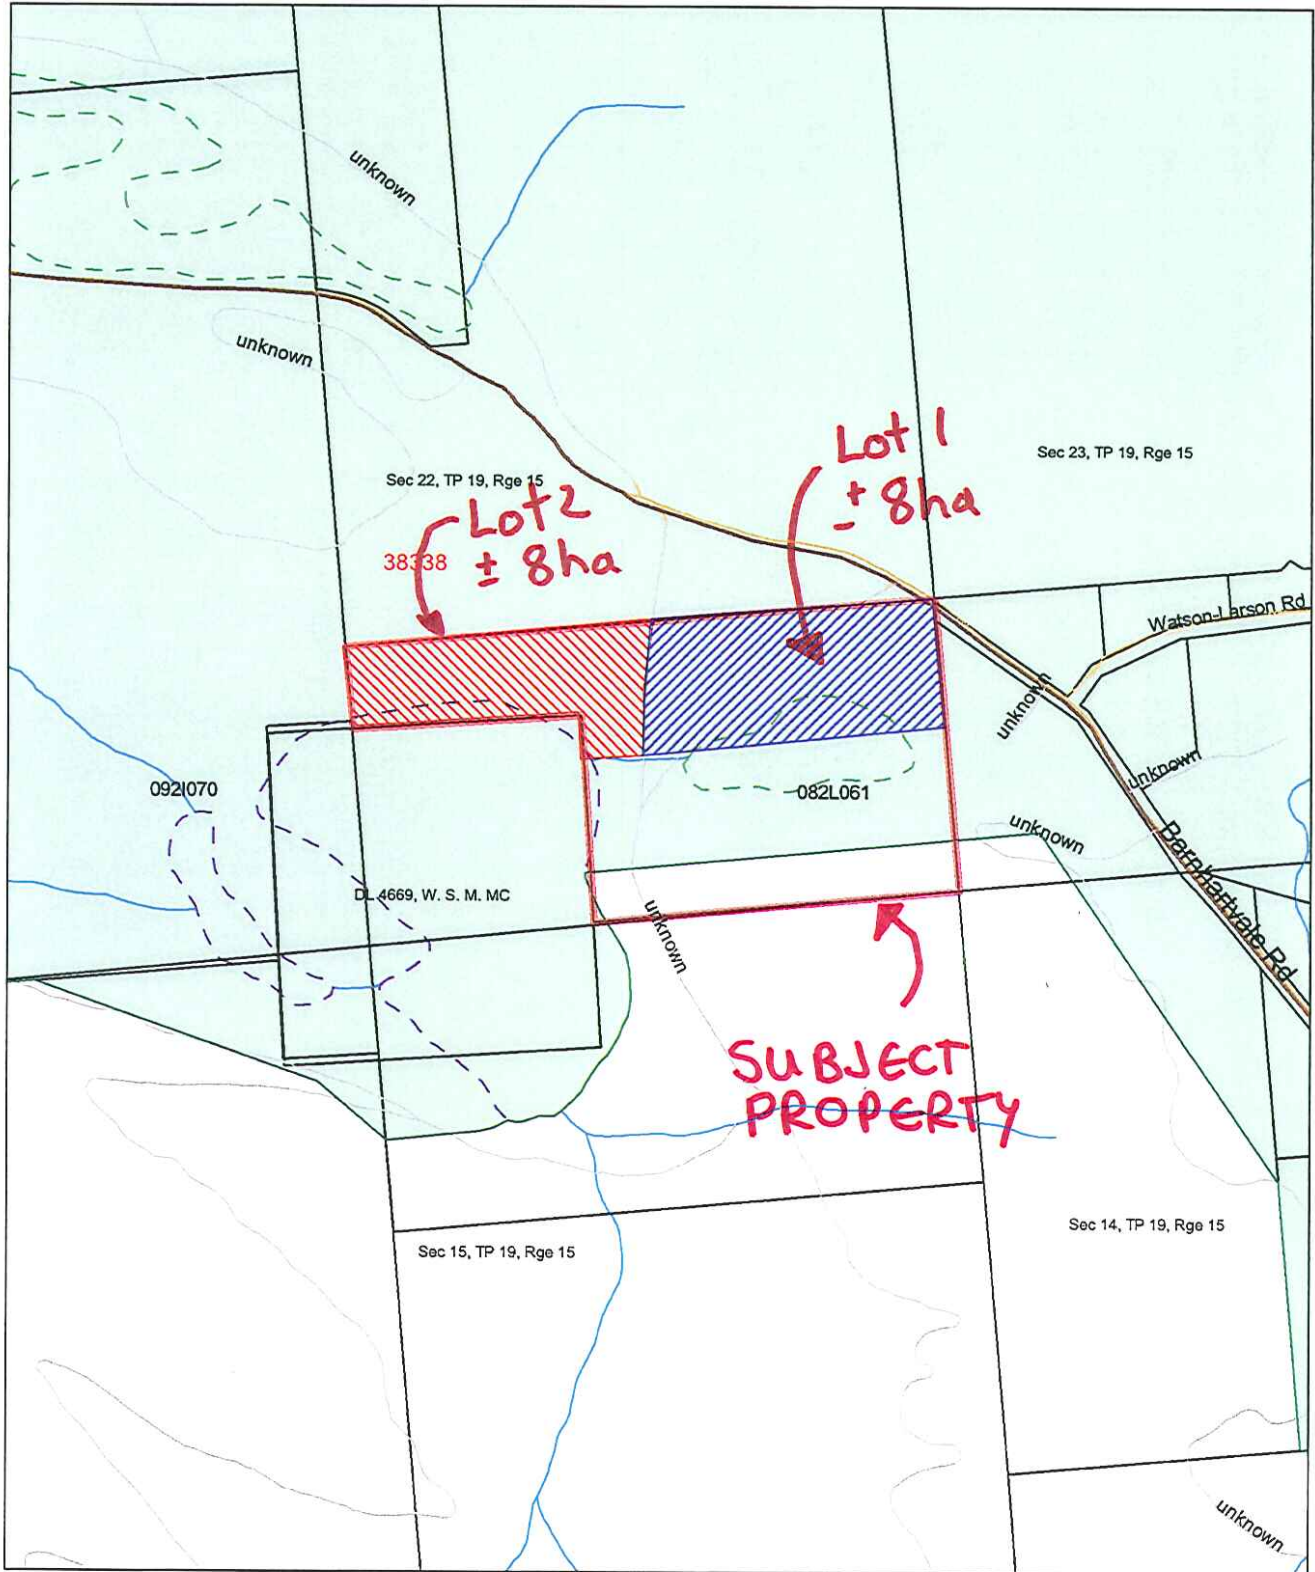 unknown
unknown
Lot 1
± 8ha
Sec 23, TP 19, Rge 15
Sec 22, TP 19, Rge 15
Lot 2
± 8ha
38338
Watson-Larson Rd
unknown
unknown
092I070
082L061
unknown
Barnhartvale Rd
DL 4669, W. S. M. MC
unknown
SUBJECT
PROPERTY
Sec 14, TP 19, Rge 15
Sec 15, TP 19, Rge 15
unknown